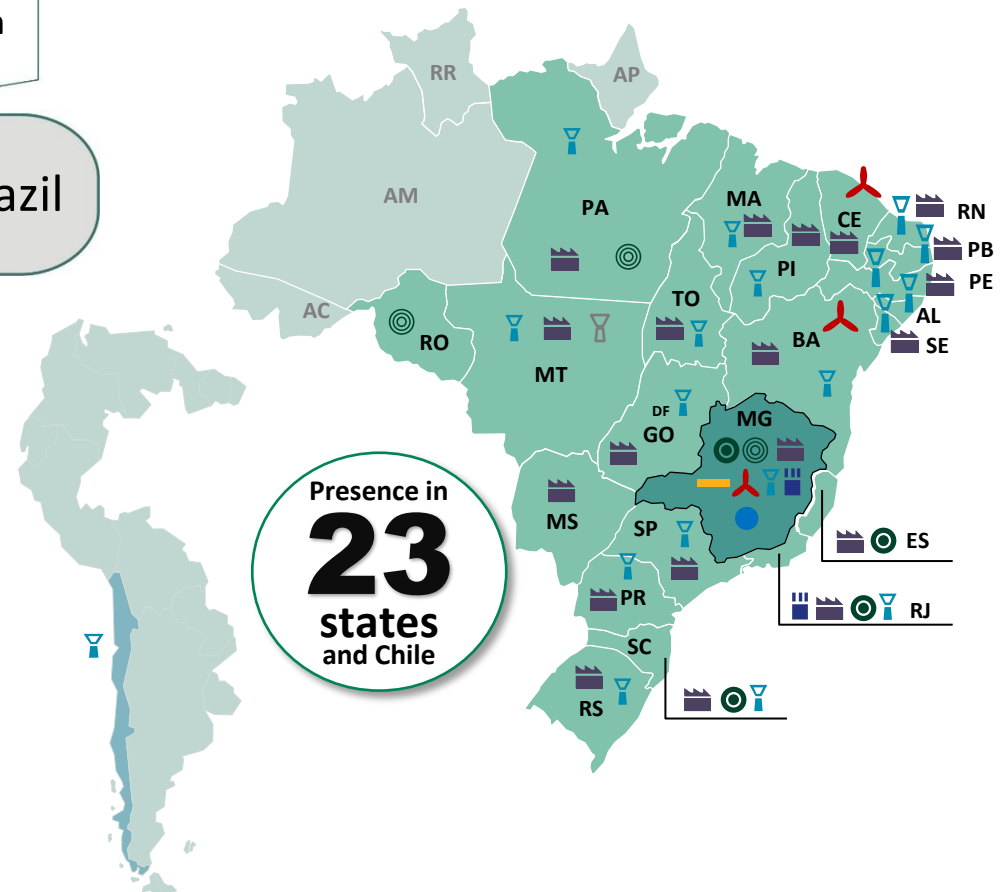 n
azil
RR
AP
AM
AC
PA
MA
CE
RN
PB
PE
PI
TO
AL
SE
BA
RO
MT
DF
GO
MG
MS
SP
ES
PR
RJ
SC
RS
Presence in
23
states
and Chile